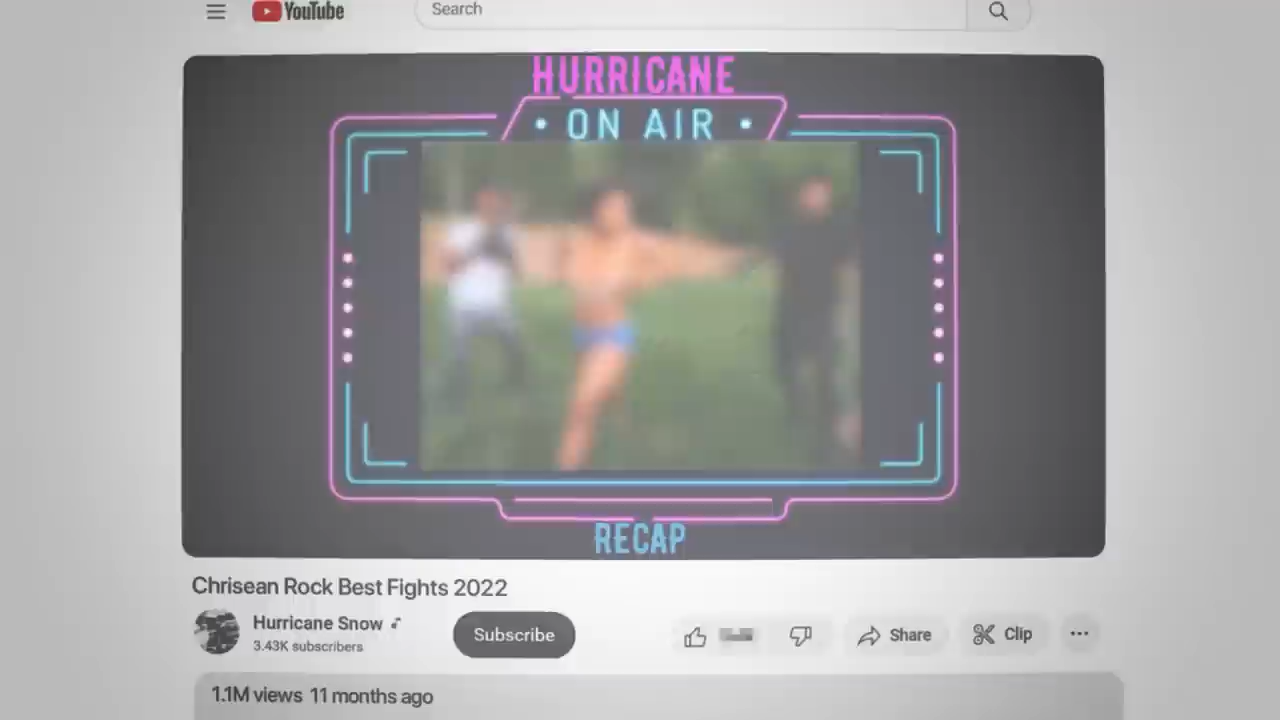 YouTube
Search
HURRICANE
• ON AIR •
RECAP
Chrisean Rock Best Fights 2022
Hurricane Snow
3.43K subscribers
Subscribe
Share
Clip
1.1M views 11 months ago